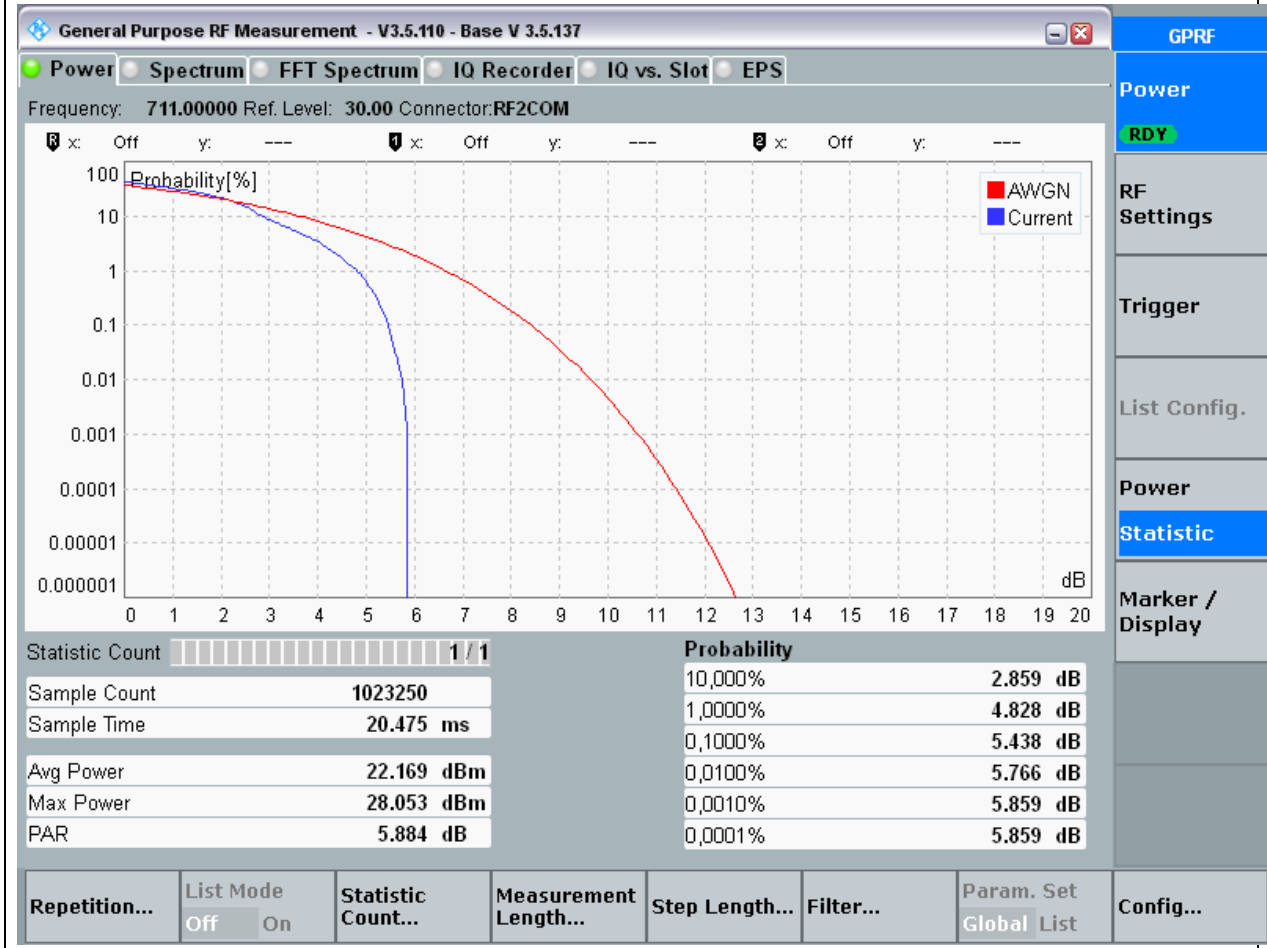 General Purpose RF Measurement - V3.5.110 - Base V 3.5.137
GPRF
Power Spectrum FFT Spectrum IQ Recorder IQ vs. Slot EPS
Power
RDY
Frequency: 711.00000 Ref. Level: 30.00 Connector:RF2COM
R x: Off y: --- 1 x: Off y: --- 2 x: Off y: ---
Probability[%]
AWGN
Current
100
10
1
0.1
0.01
0.001
0.0001
0.00001
0.000001
dB
0 1 2 3 4 5 6 7 8 9 10 11 12 13 14 15 16 17 18 19 20
RF
Settings
Trigger
List Config.
Power
Statistic
Marker /
Display
Statistic Count 1 / 1
Sample Count 1023250
Sample Time 20.475 ms
Avg Power 22.169 dBm
Max Power 28.053 dBm
PAR 5.884 dB
Probability
10,000% 2.859 dB
1,0000% 4.828 dB
0,1000% 5.438 dB
0,0100% 5.766 dB
0,0010% 5.859 dB
0,0001% 5.859 dB
Repetition...
List Mode
Off On
Statistic
Count...
Measurement
Length...
Step Length...
Filter...
Param. Set
Global List
Config...